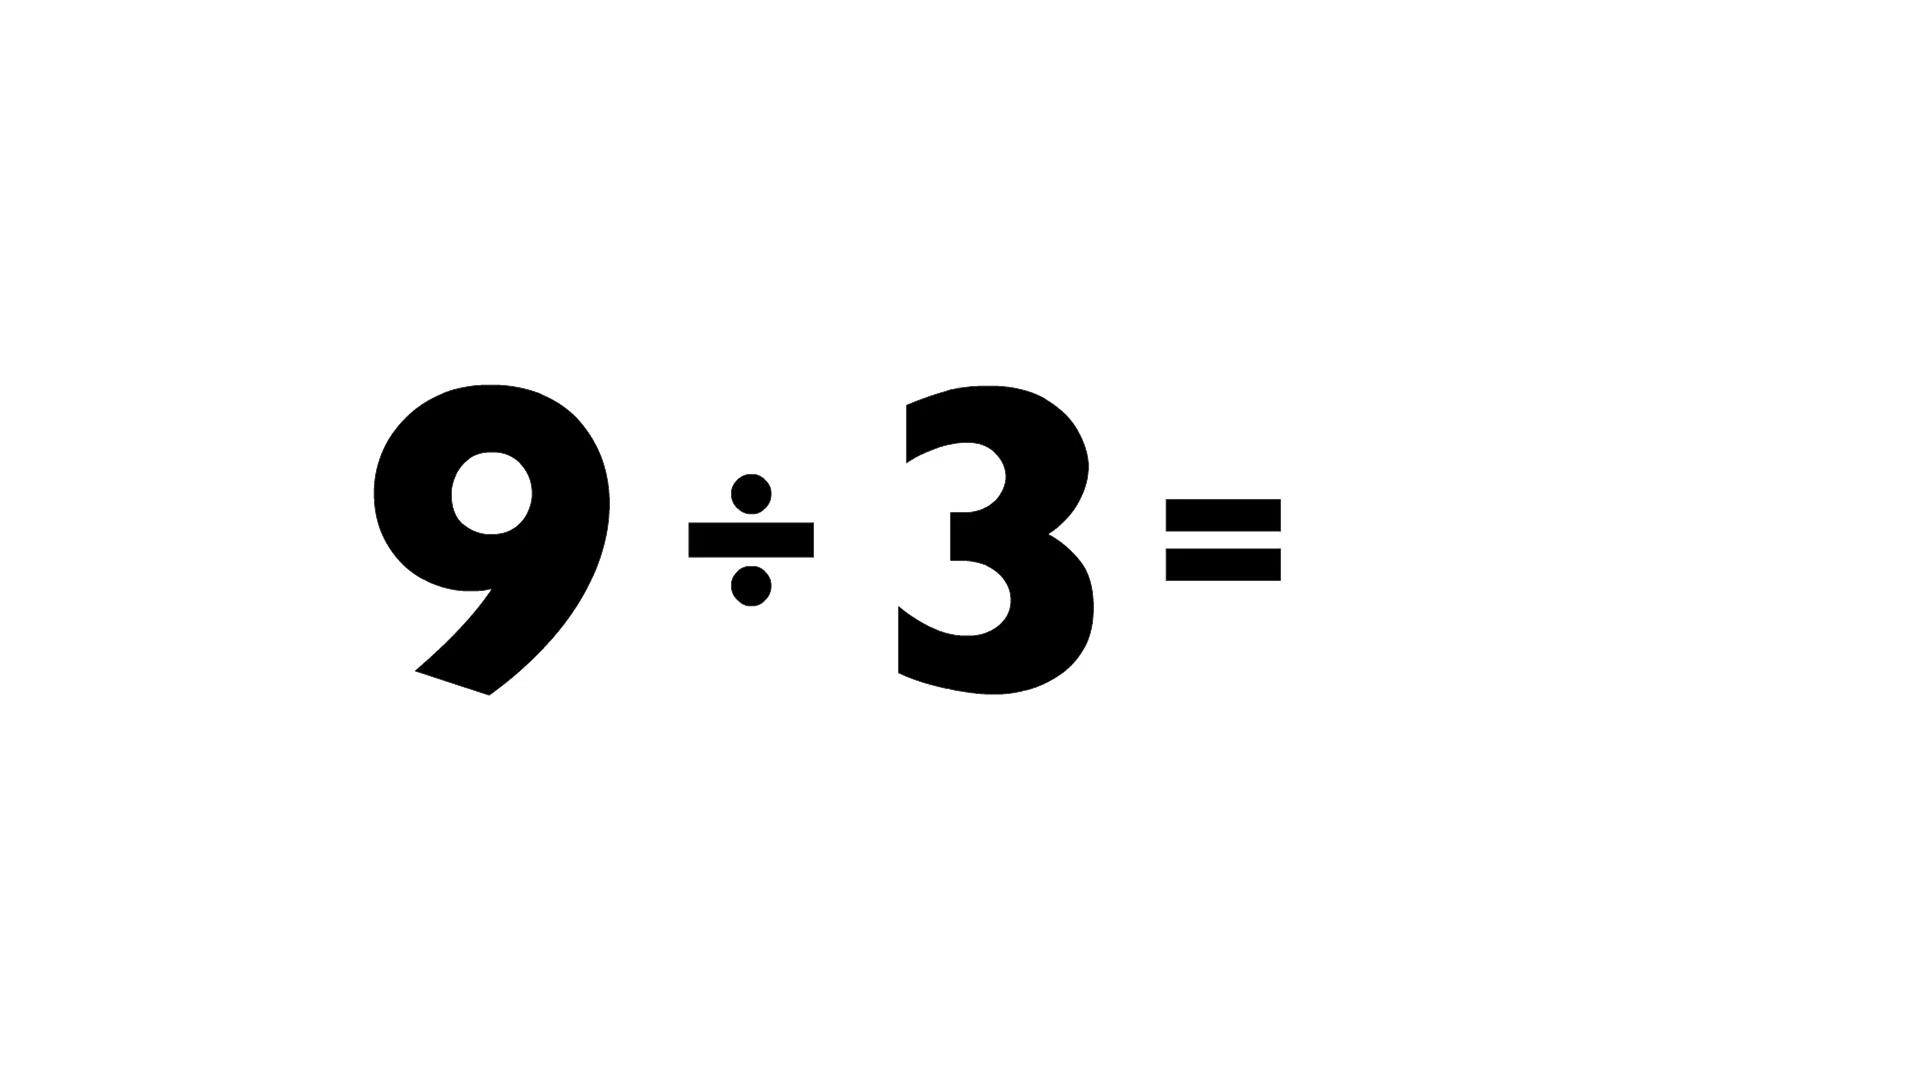 9 ÷ 3 =